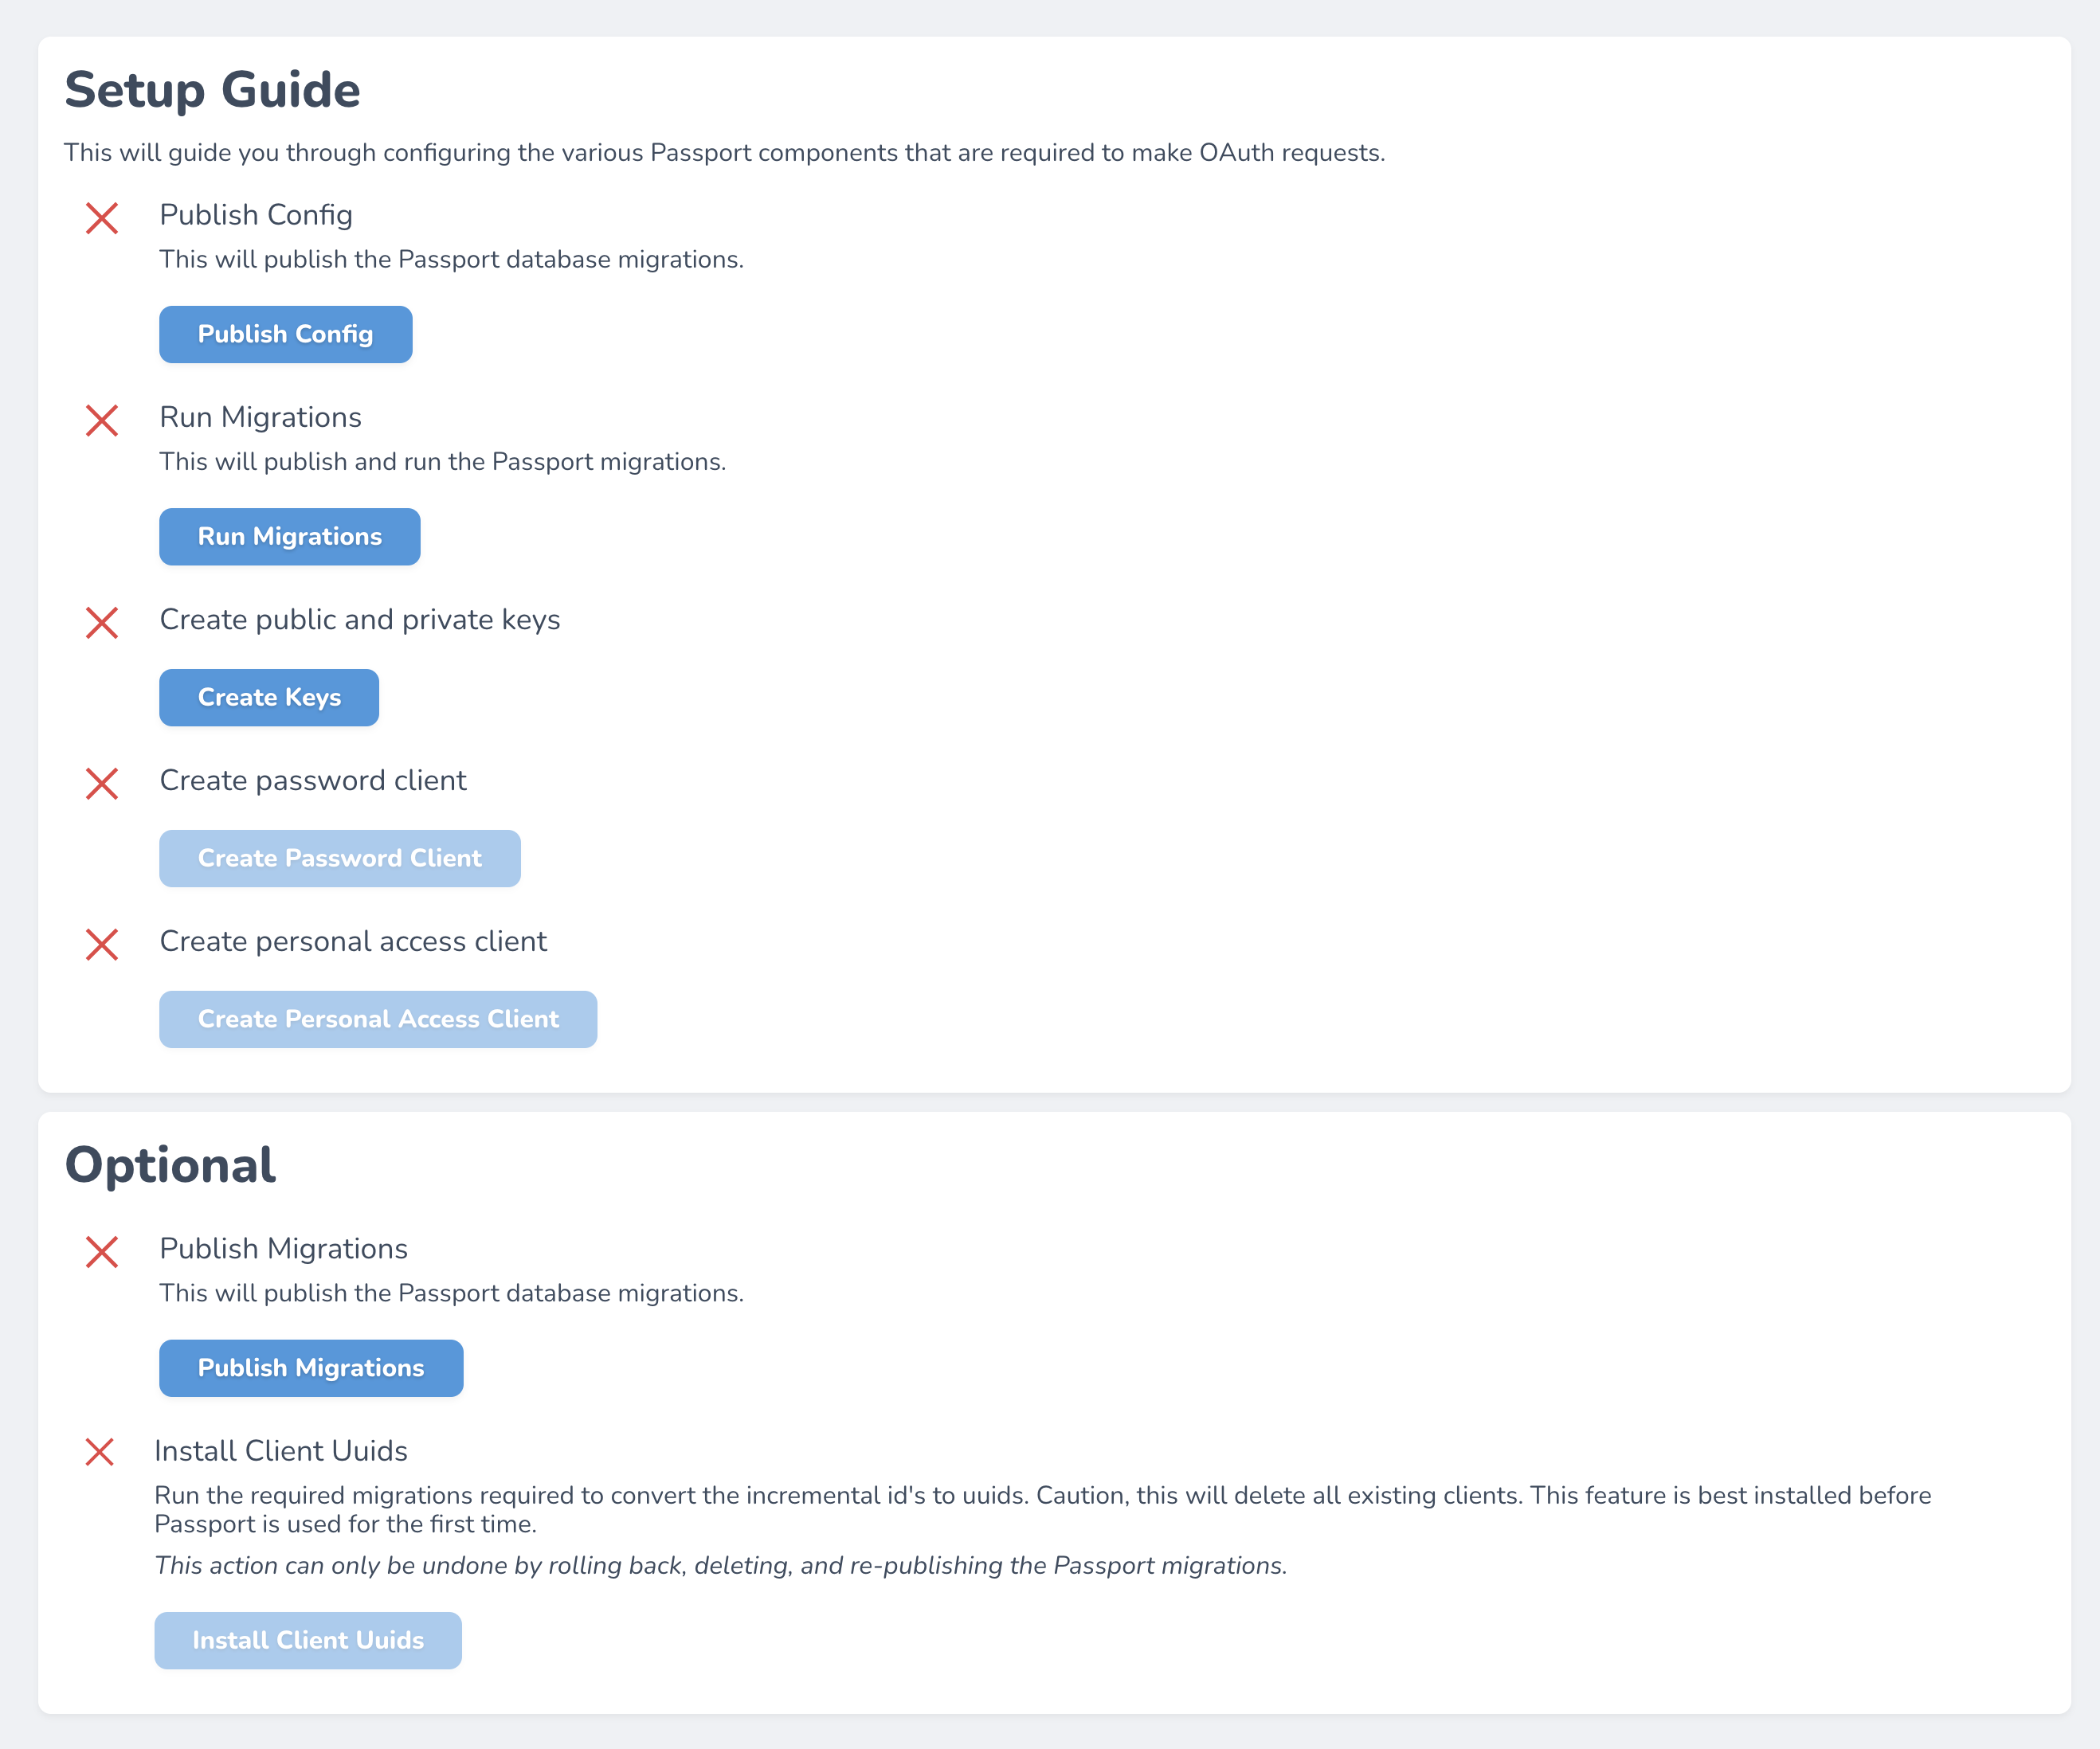 Setup Guide
This will guide you through configuring the various Passport components that are required to make OAuth requests.
Publish Config
This will publish the Passport database migrations.
Publish Config
Run Migrations
This will publish and run the Passport migrations.
Run Migrations
Create public and private keys
Create Keys
Create password client
Create Password Client
Create personal access client
Create Personal Access Client
Optional
Publish Migrations
This will publish the Passport database migrations.
Publish Migrations
Install Client Uuids
Run the required migrations required to convert the incremental id's to uuids. Caution, this will delete all existing clients. This feature is best installed before
Passport is used for the first time.
This action can only be undone by rolling back, deleting, and re-publishing the Passport migrations.
Install Client Uuids